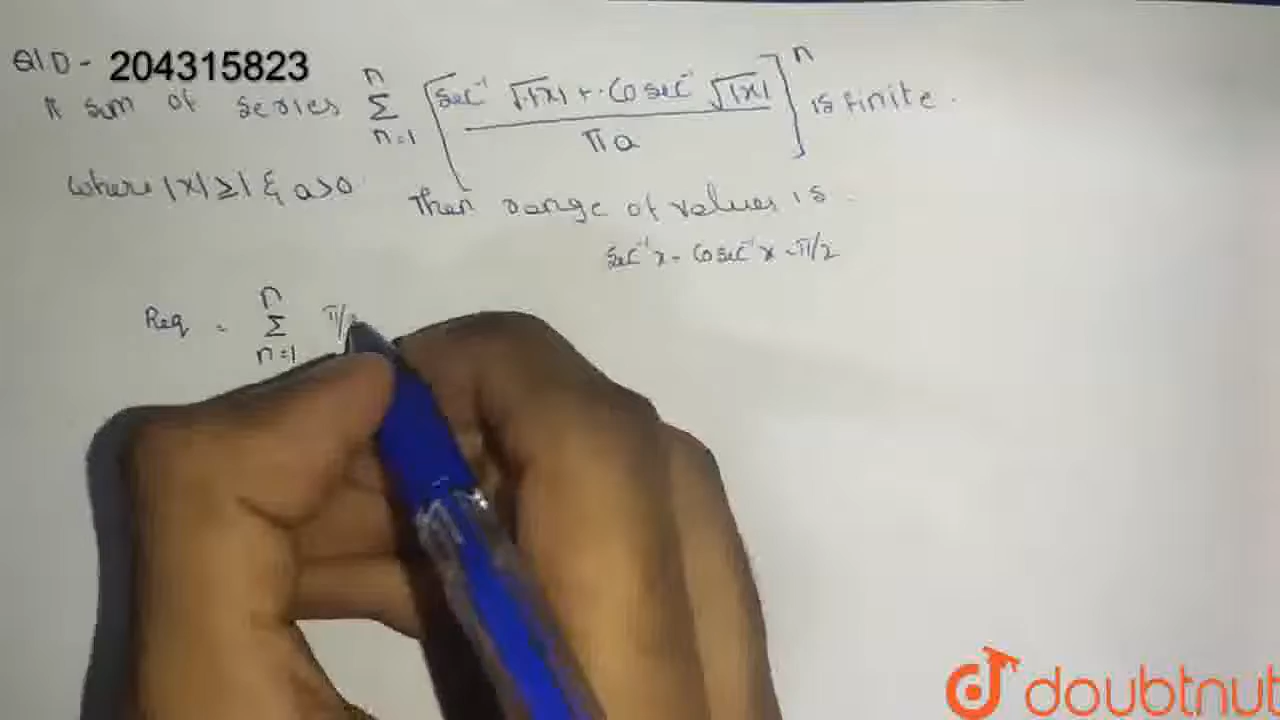 QID - 204315823
If sum of series n Σ n=1 [ sec⁻¹ √|x| + cosec⁻¹ √|x| / πa ]ⁿ is finite.
where |x| ≥ 1 & a>0 Then range of values is
sec⁻¹x - cosec⁻¹x = π/2
Req = n Σ n=1 π/2
doubtnut